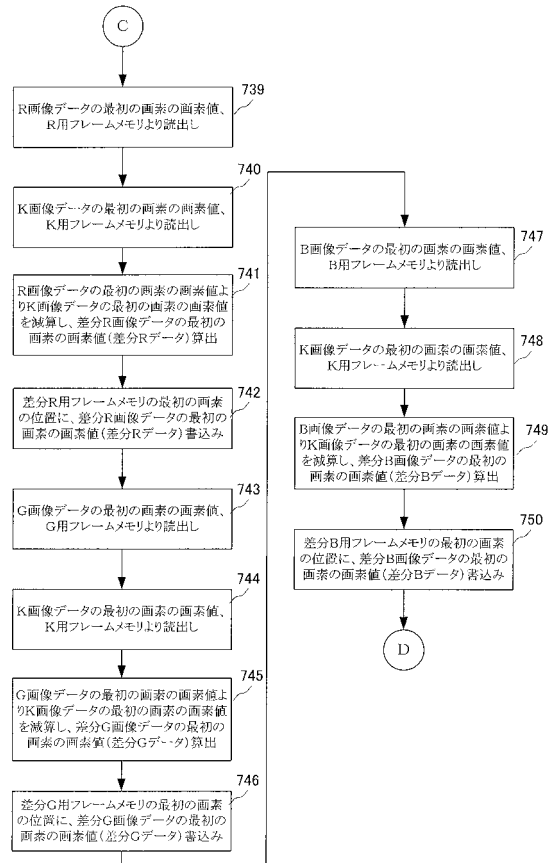 C
739
R画像データの最初の画素の画素値、
R用フレームメモリより読出し
740
K画像データの最初の画素の画素値、
K用フレームメモリより読出し
741
R画像データの最初の画素の画素値よ
りK画像データの最初の画素の画素値
を減算し、差分R画像データの最初の
画素の画素値(差分Rデータ)算出
742
差分R用フレームメモリの最初の画素
の位置に、差分R画像データの最初の
画素の画素値(差分Rデータ)書込み
743
G画像データの最初の画素の画素値、
G用フレームメモリより読出し
744
K画像データの最初の画素の画素値、
K用フレームメモリより読出し
745
G画像データの最初の画素の画素値よ
りK画像データの最初の画素の画素値
を減算し、差分G画像データの最初の
画素の画素値(差分Gデータ)算出
746
差分G用フレームメモリの最初の画素
の位置に、差分G画像データの最初の
画素の画素値(差分Gデータ)書込み
747
B画像データの最初の画素の画素値、
B用フレームメモリより読出し
748
K画像データの最初の画素の画素値、
K用フレームメモリより読出し
749
B画像データの最初の画素の画素値よ
りK画像データの最初の画素の画素値
を減算し、差分B画像データの最初の
画素の画素値(差分Bデータ)算出
750
差分B用フレームメモリの最初の画素
の位置に、差分B画像データの最初の
画素の画素値(差分Bデータ)書込み
D